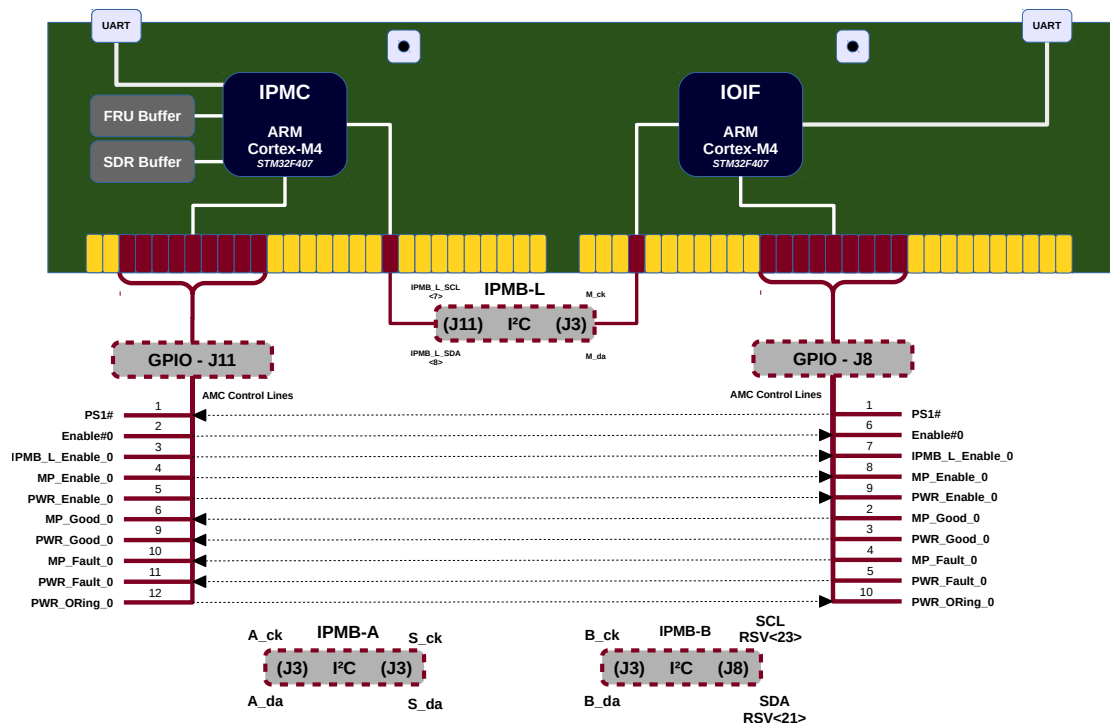 UART
UART
IPMC
ARM
Cortex-M4
STM32F407
FRU Buffer
SDR Buffer
IOIF
ARM
Cortex-M4
STM32F407
IPMB_L_SCL
<7>
IPMB-L
M_ck
(J11) I²C (J3)
IPMB_L_SDA
<8>
M_da
GPIO - J11
GPIO - J8
AMC Control Lines
AMC Control Lines
PS1# 1
1 PS1#
Enable#0 2
6 Enable#0
IPMB_L_Enable_0 3
7 IPMB_L_Enable_0
MP_Enable_0 4
8 MP_Enable_0
PWR_Enable_0 5
9 PWR_Enable_0
MP_Good_0 6
2 MP_Good_0
PWR_Good_0 9
3 PWR_Good_0
MP_Fault_0 10
4 MP_Fault_0
PWR_Fault_0 11
5 PWR_Fault_0
PWR_ORing_0 12
10 PWR_ORing_0
A_ck
IPMB-A
S_ck
(J3) I²C (J3)
A_da
S_da
B_ck
IPMB-B
SCL
RSV<23>
(J3) I²C (J8)
B_da
SDA
RSV<21>